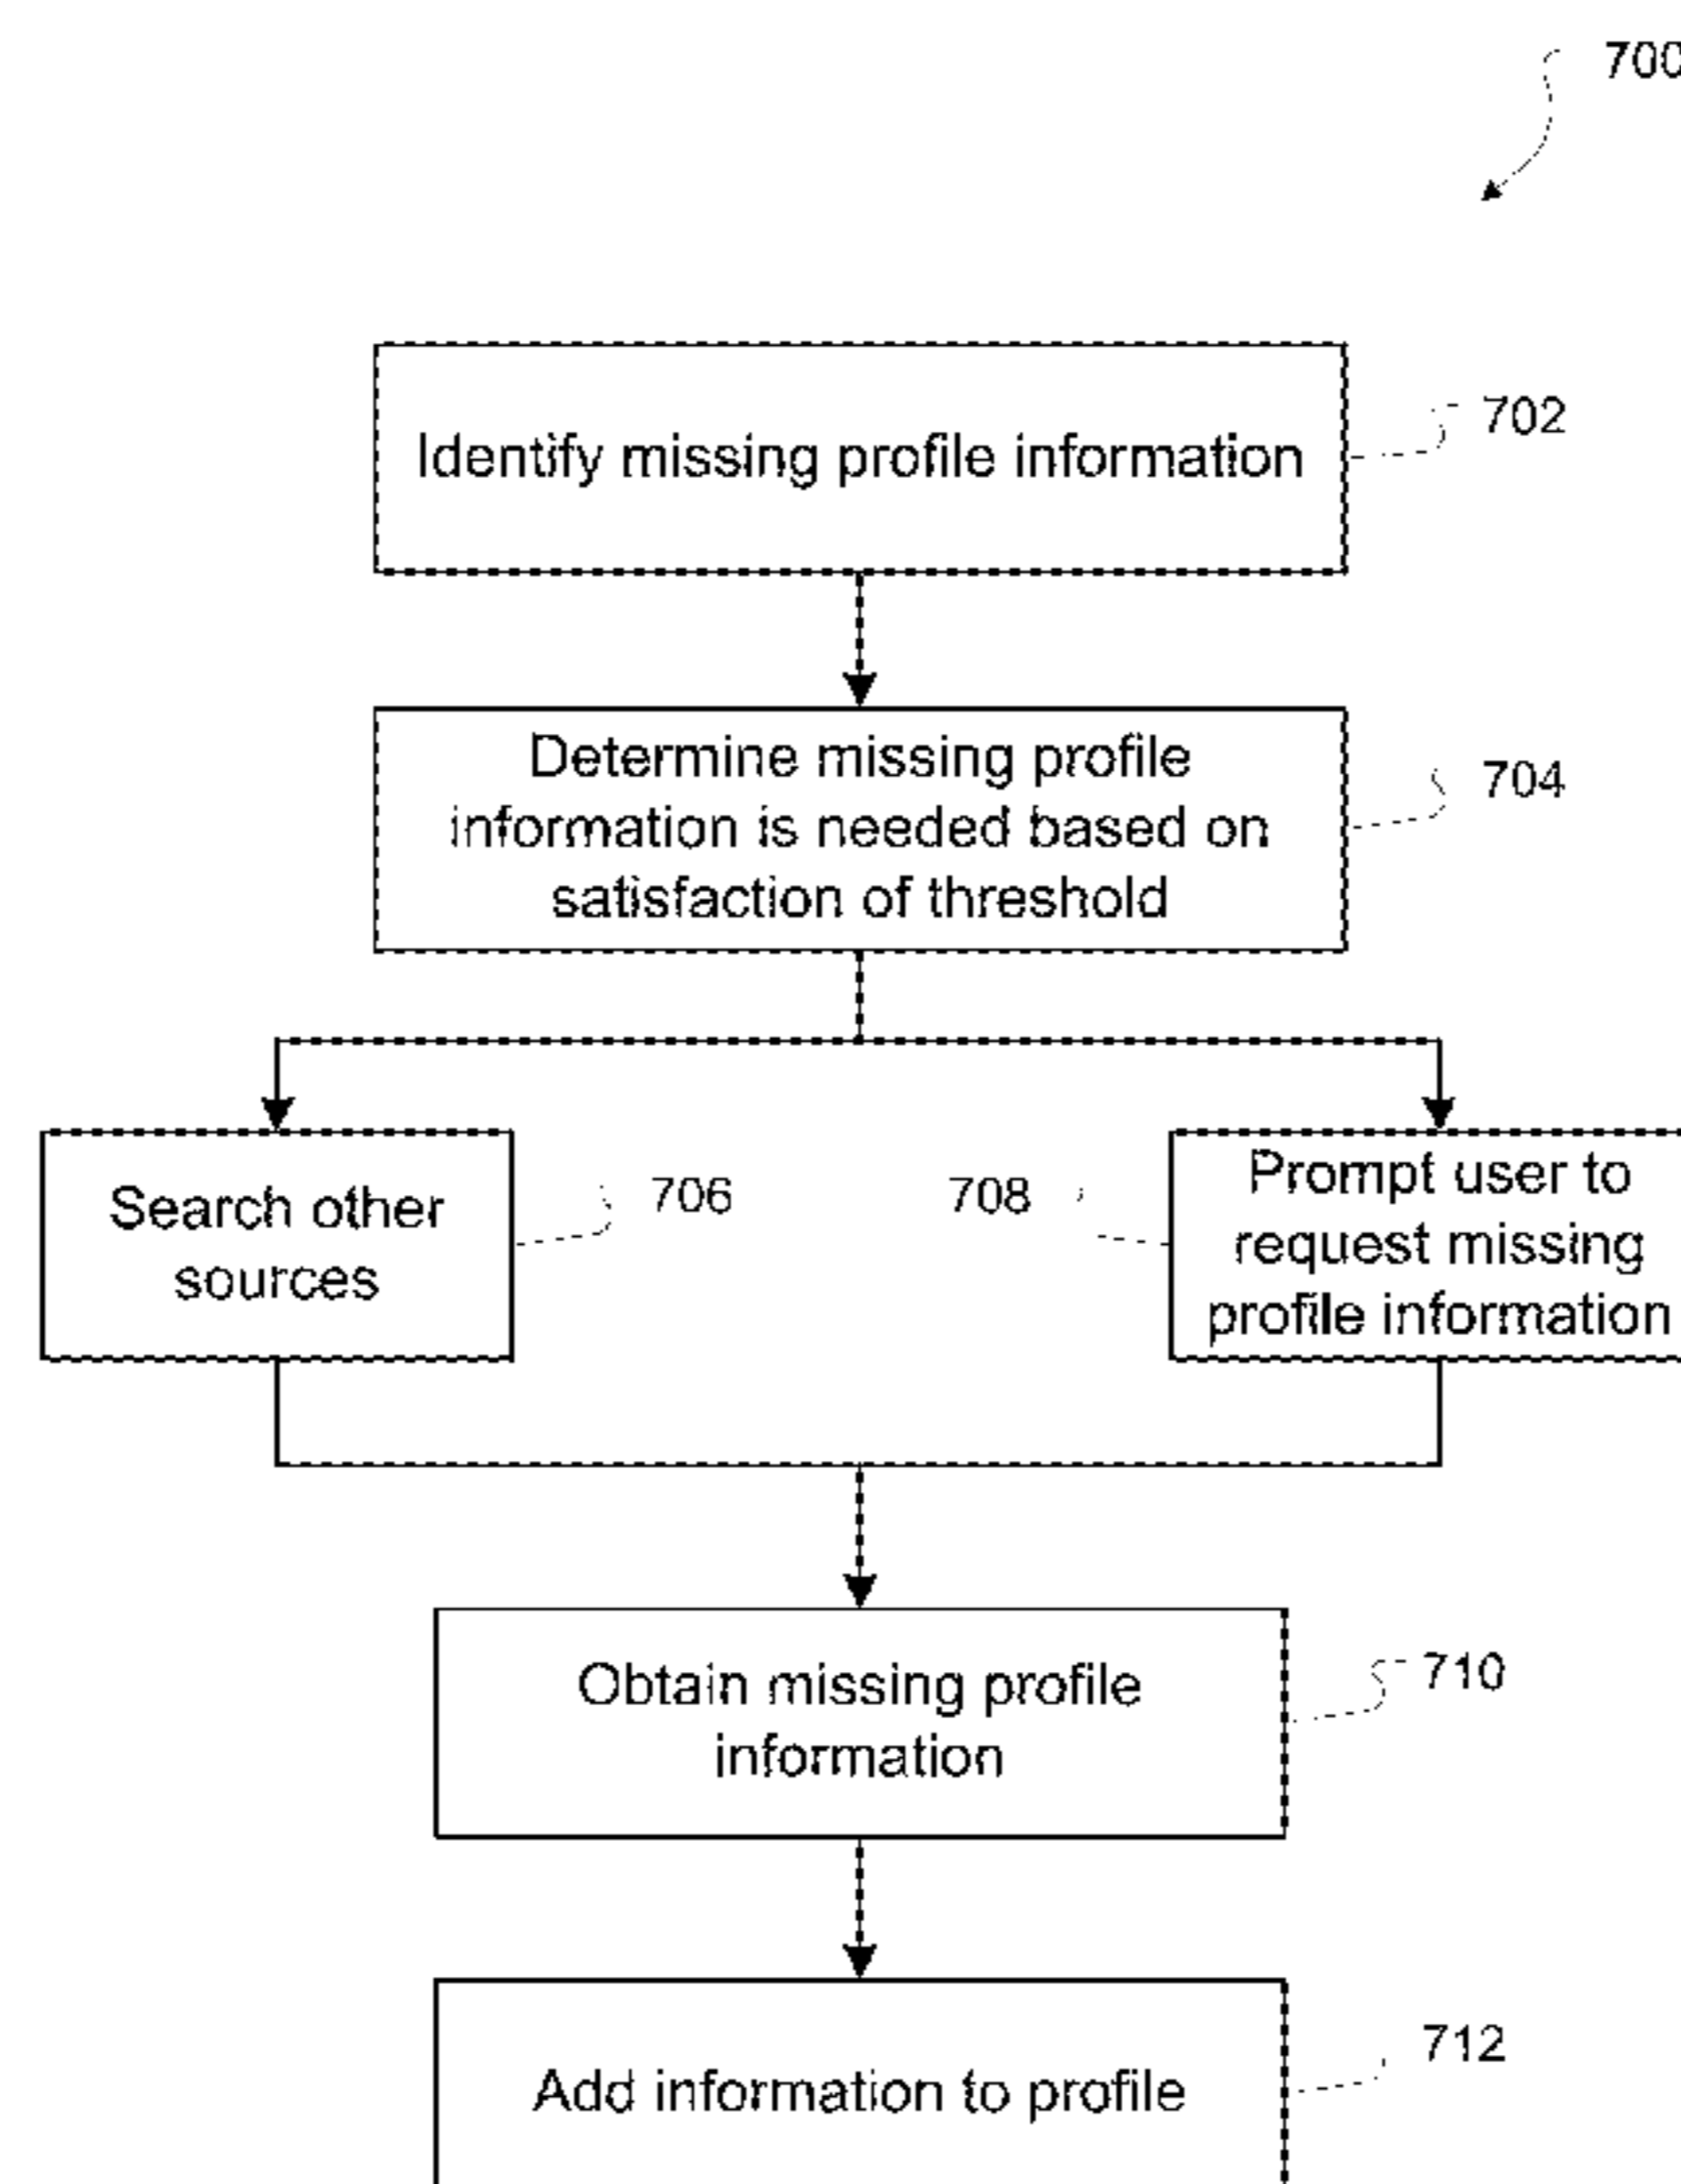 700
Identify missing profile information
702
Determine missing profile
information is needed based on
satisfaction of threshold
704
Search other
sources
706
708
Prompt user to
request missing
profile information
Obtain missing profile
information
710
Add information to profile
712